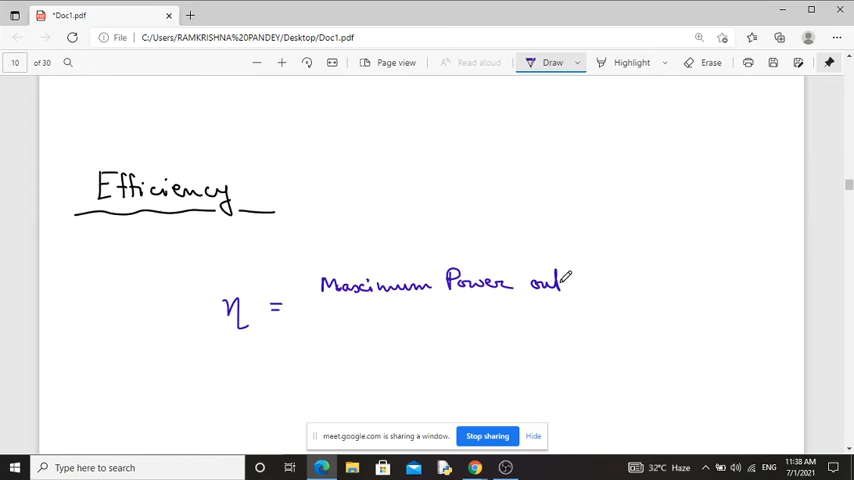 *Doc1.pdf
File C:/Users/RAMKRISHNA%20PANDEY/Desktop/Doc1.pdf
10 of 30 Page view Read aloud Draw Highlight Erase
Efficiency
Maximum Power out
η =
meet.google.com is sharing a window. Stop sharing Hide
Type here to search 32°C Haze ENG 11:38 AM
7/1/2021